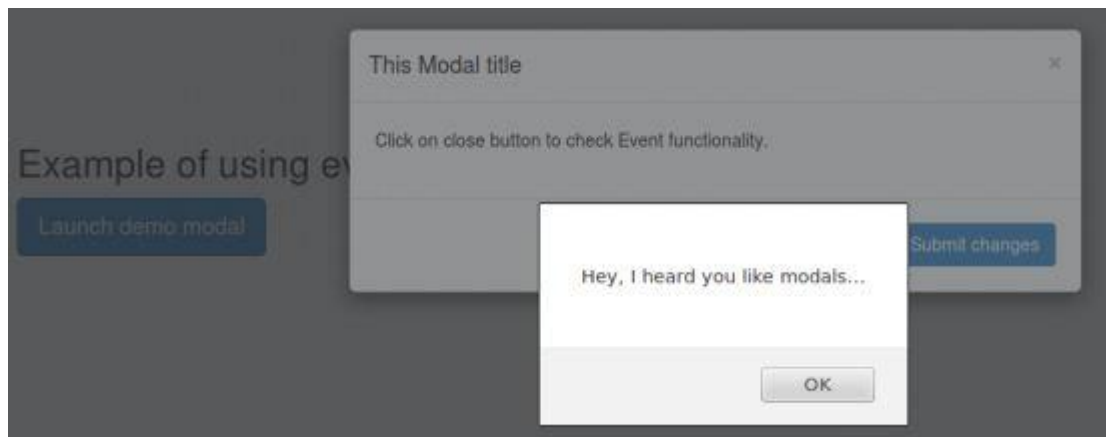 This Modal title
×
Click on close button to check Event functionality.
Example of using ev
Launch demo modal
Submit changes
Hey, I heard you like modals...
OK